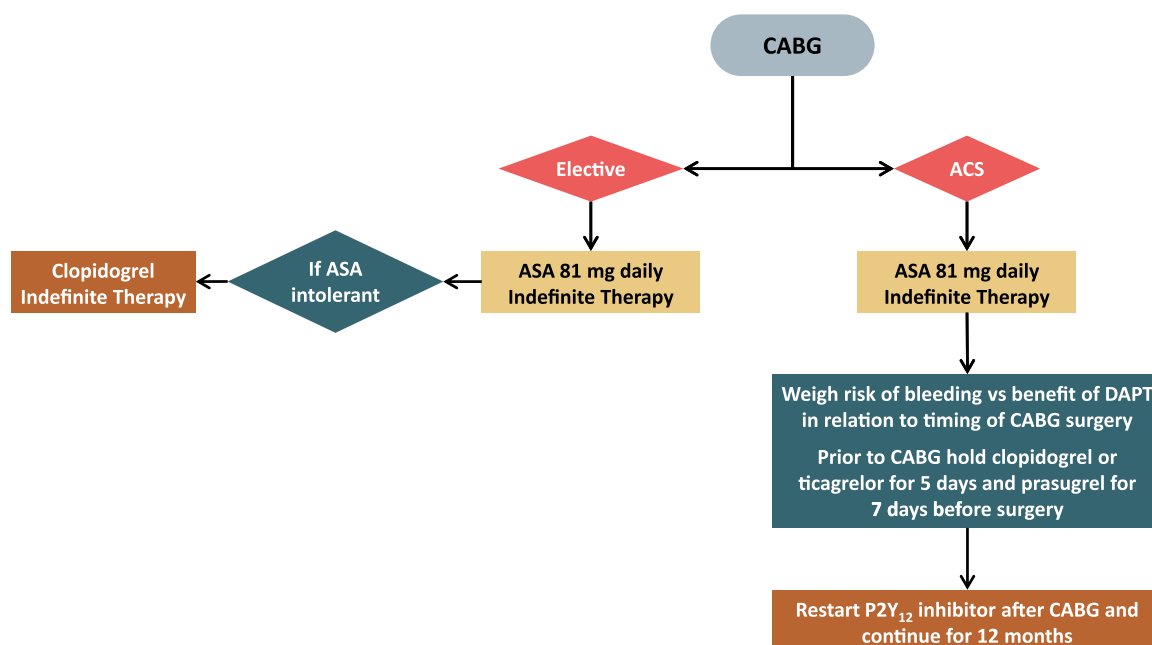 CABG
Elective
ACS
Clopidogrel
Indefinite Therapy
If ASA
intolerant
ASA 81 mg daily
Indefinite Therapy
ASA 81 mg daily
Indefinite Therapy
Weigh risk of bleeding vs benefit of DAPT
in relation to timing of CABG surgery
Prior to CABG hold clopidogrel or
ticagrelor for 5 days and prasugrel for
7 days before surgery
Restart P2Y₁₂ inhibitor after CABG and
continue for 12 months